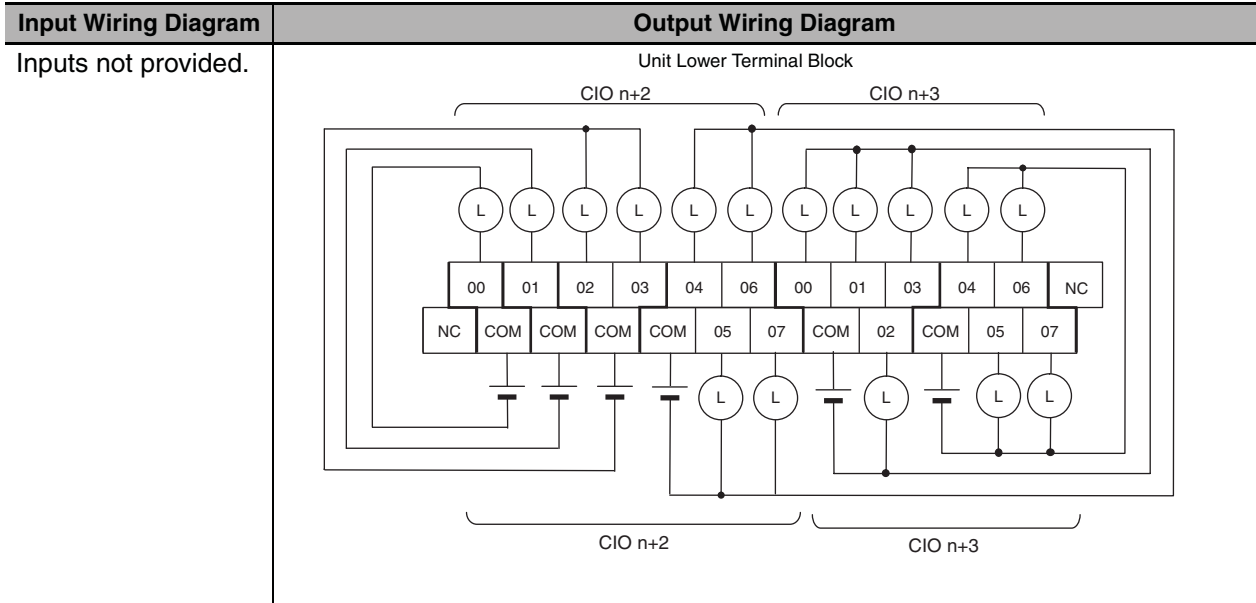 Input Wiring Diagram Output Wiring Diagram
Inputs not provided.
Unit Lower Terminal Block
CIO n+2 CIO n+3
L L L L L L L L L L L
00 01 02 03 04 06 00 01 03 04 06 NC
NC COM COM COM COM 05 07 COM 02 COM 05 07
L L L L L
CIO n+2 CIO n+3